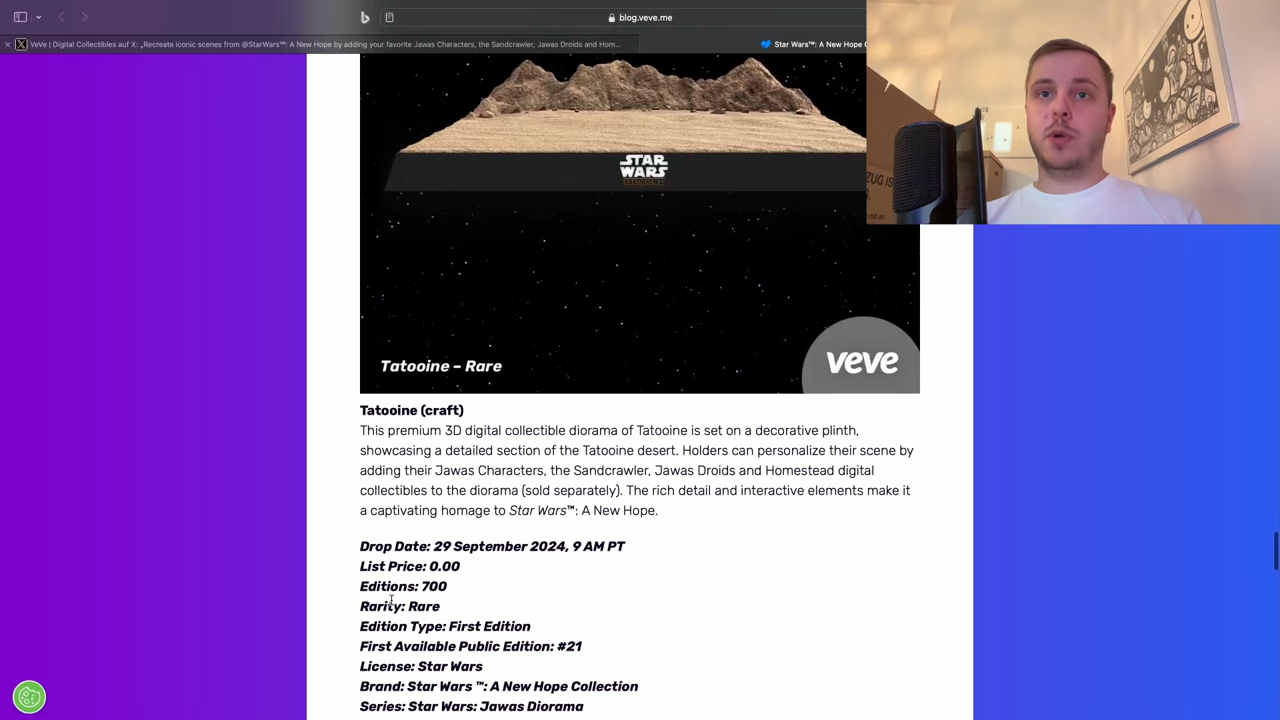 blog.veve.me
VeVe | Digital Collectibles auf X: „Recreate iconic scenes from @StarWars™: A New Hope by adding your favorite Jawas Characters, the Sandcrawler, Jawas Droids and Hom...
Star Wars™: A New Hope C
STAR
WARS
ZUG IS
Tatooine – Rare
veve
Tatooine (craft)
This premium 3D digital collectible diorama of Tatooine is set on a decorative plinth,
showcasing a detailed section of the Tatooine desert. Holders can personalize their scene by
adding their Jawas Characters, the Sandcrawler, Jawas Droids and Homestead digital
collectibles to the diorama (sold separately). The rich detail and interactive elements make it
a captivating homage to Star Wars™: A New Hope.
Drop Date: 29 September 2024, 9 AM PT
List Price: 0.00
Editions: 700
Rarity: Rare
Edition Type: First Edition
First Available Public Edition: #21
License: Star Wars
Brand: Star Wars ™: A New Hope Collection
Series: Star Wars: Jawas Diorama